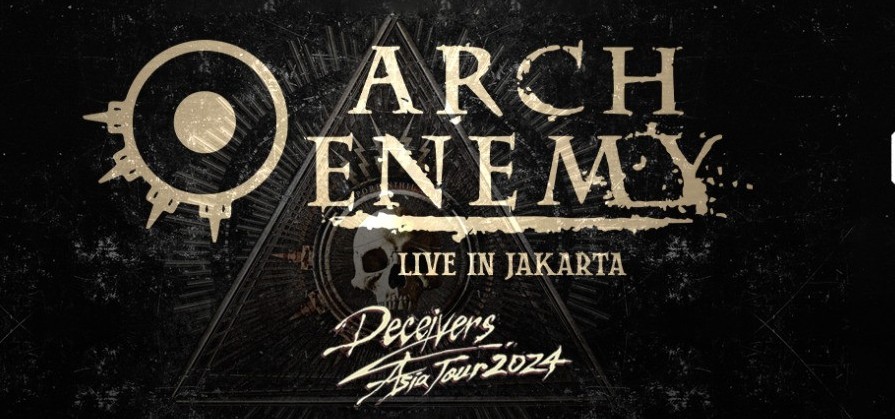 ARCH
ENEMY
LIVE IN JAKARTA
Deceivers
Asia Tour 2024